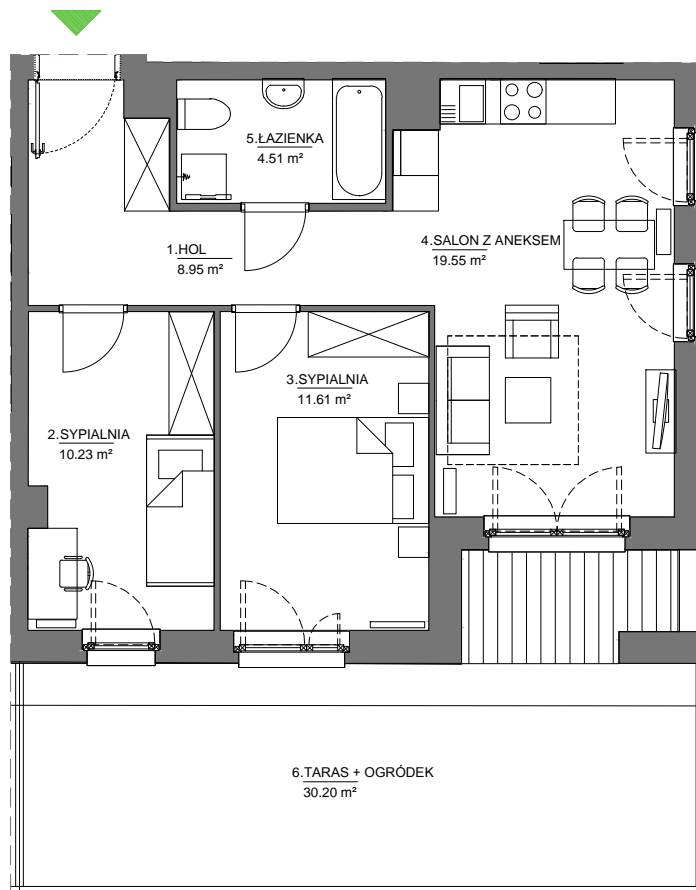 5.ŁAZIENKA
4.51 m²
1.HOL
8.95 m²
4.SALON Z ANEKSEM
19.55 m²
3.SYPIALNIA
11.61 m²
2.SYPIALNIA
10.23 m²
6.TARAS + OGRÓDEK
30.20 m²